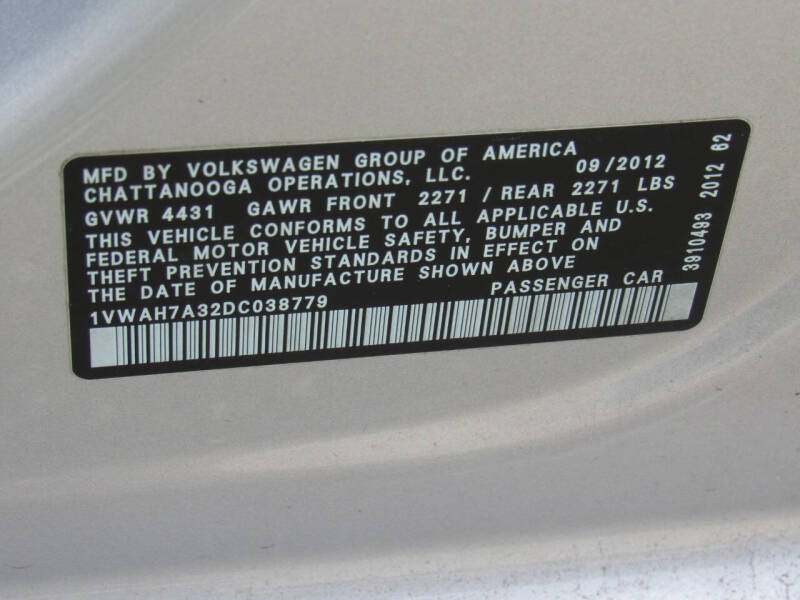 MFD BY VOLKSWAGEN GROUP OF AMERICA 09/2012
CHATTANOOGA OPERATIONS, LLC.
GVWR 4431 GAWR FRONT 2271 / REAR 2271 LBS
THIS VEHICLE CONFORMS TO ALL APPLICABLE U.S.
FEDERAL MOTOR VEHICLE SAFETY, BUMPER AND
THEFT PREVENTION STANDARDS IN EFFECT ON
THE DATE OF MANUFACTURE SHOWN ABOVE
1VWAH7A32DC038779 PASSENGER CAR
3910493 2012 62